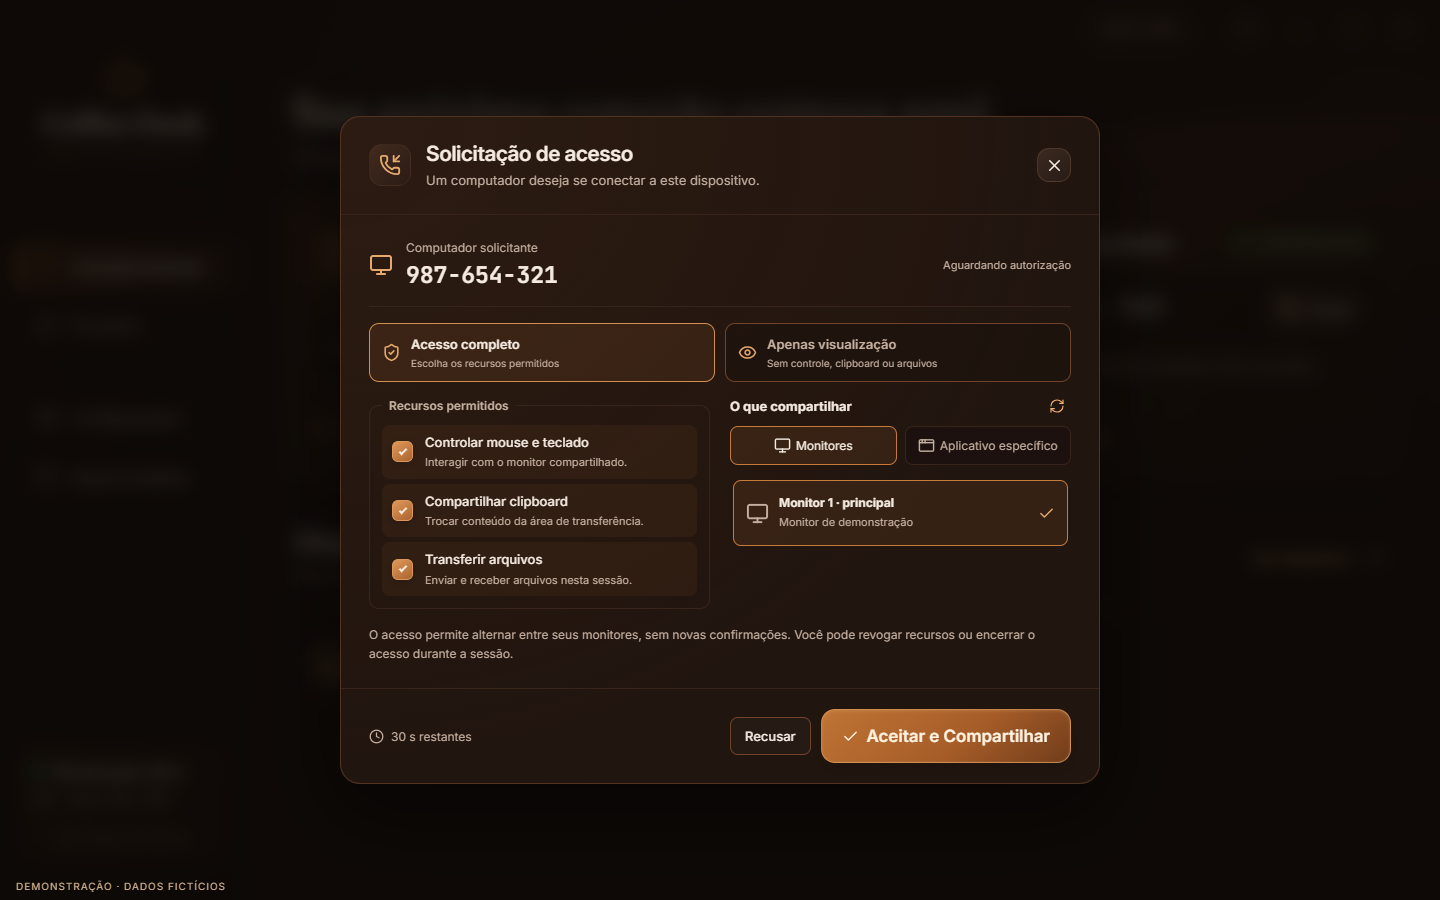 Solicitação de acesso
Um computador deseja se conectar a este dispositivo.
Computador solicitante
987-654-321
Aguardando autorização
Acesso completo
Escolha os recursos permitidos
Apenas visualização
Sem controle, clipboard ou arquivos
Recursos permitidos
Controlar mouse e teclado
Interagir com o monitor compartilhado.
Compartilhar clipboard
Trocar conteúdo da área de transferência.
Transferir arquivos
Enviar e receber arquivos nesta sessão.
O que compartilhar
Monitores
Aplicativo específico
Monitor 1 · principal
Monitor de demonstração
O acesso permite alternar entre seus monitores, sem novas confirmações. Você pode revogar recursos ou encerrar o
acesso durante a sessão.
30 s restantes
Recusar
Aceitar e Compartilhar
DEMONSTRAÇÃO · DADOS FICTÍCIOS